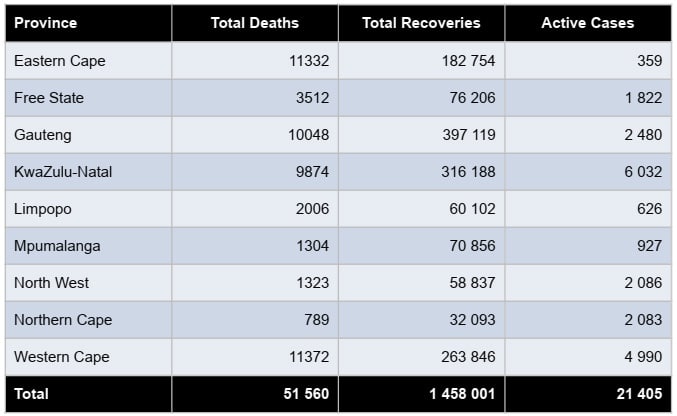 Province Total Deaths Total Recoveries Active Cases
Eastern Cape 11332 182 754 359
Free State 3512 76 206 1 822
Gauteng 10048 397 119 2 480
KwaZulu-Natal 9874 316 188 6 032
Limpopo 2006 60 102 626
Mpumalanga 1304 70 856 927
North West 1323 58 837 2 086
Northern Cape 789 32 093 2 083
Western Cape 11372 263 846 4 990
Total 51 560 1 458 001 21 405